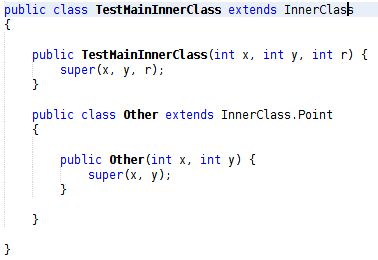 public class TestMainInnerClass extends InnerClass
{
public TestMainInnerClass(int x, int y, int r) {
super(x, y, r);
}
public class Other extends InnerClass.Point
{
public Other(int x, int y) {
super(x, y);
}
}
}